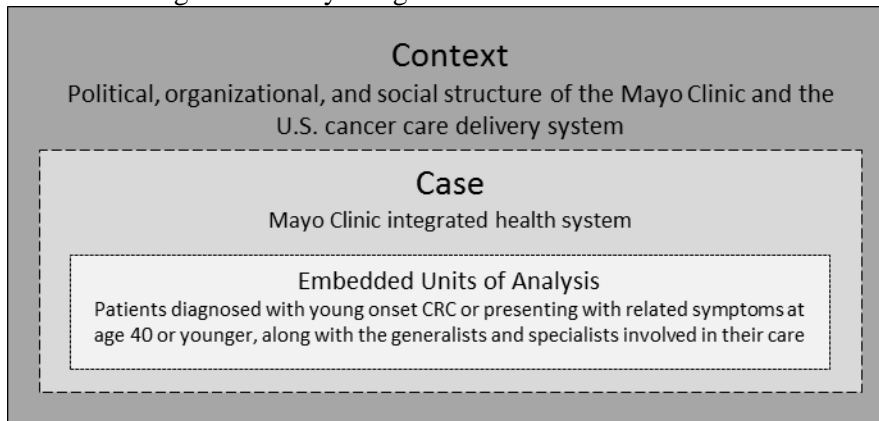 Context
Political, organizational, and social structure of the Mayo Clinic and the
U.S. cancer care delivery system
Case
Mayo Clinic integrated health system
Embedded Units of Analysis
Patients diagnosed with young onset CRC or presenting with related symptoms at
age 40 or younger, along with the generalists and specialists involved in their care